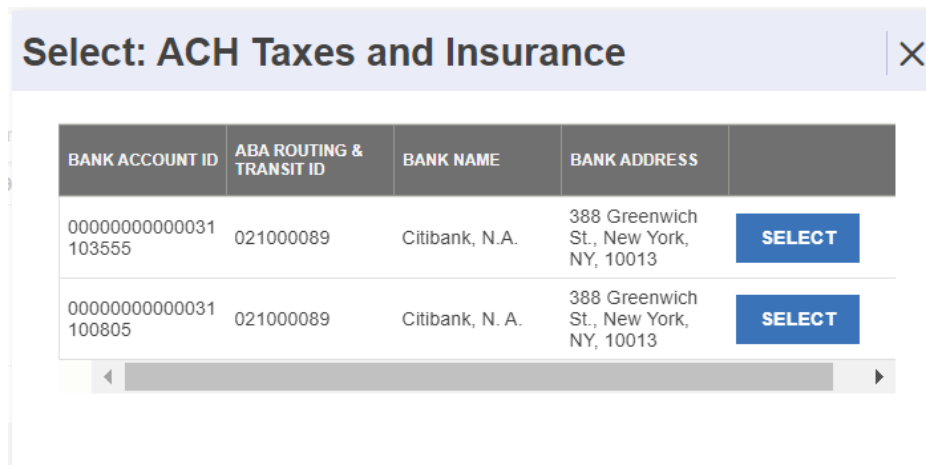 Select: ACH Taxes and Insurance
BANK ACCOUNT ID
ABA ROUTING &
TRANSIT ID
BANK NAME
BANK ADDRESS
00000000000031
103555
021000089
Citibank, N.A.
388 Greenwich
St., New York,
NY, 10013
SELECT
00000000000031
100805
021000089
Citibank, N. A.
388 Greenwich
St., New York,
NY, 10013
SELECT